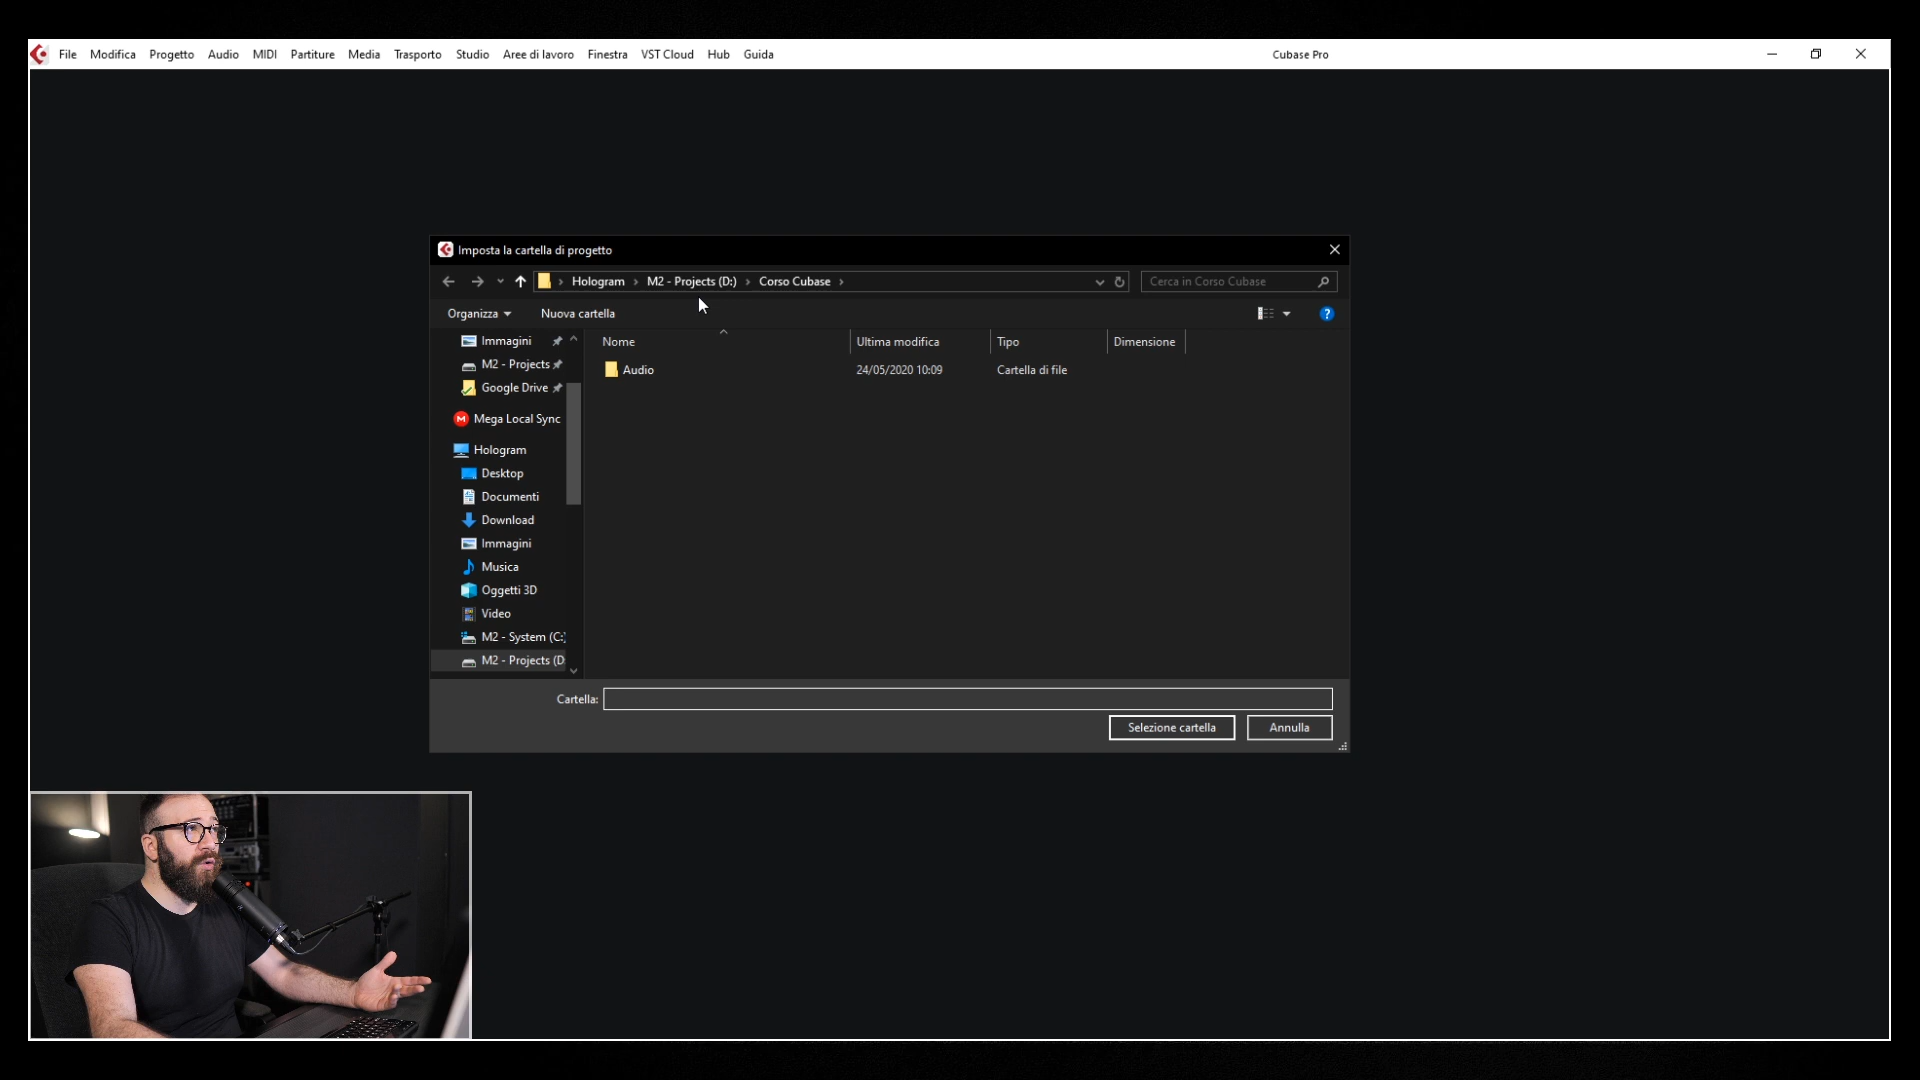 File Modifica Progetto Audio MIDI Partiture Media Trasporto Studio Aree di lavoro Finestra VST Cloud Hub Guida Cubase Pro
Imposta la cartella di progetto
Hologram M2 - Projects (D:) Corso Cubase Cerca in Corso Cubase
Organizza Nuova cartella
Immagini Nome Ultima modifica Tipo Dimensione
M2 - Projects Audio 24/05/2020 10:09 Cartella di file
Google Drive
Mega Local Sync
Hologram
Desktop
Documenti
Download
Immagini
Musica
Oggetti 3D
Video
M2 - System (C:)
M2 - Projects (D
Cartella:
Selezione cartella Annulla